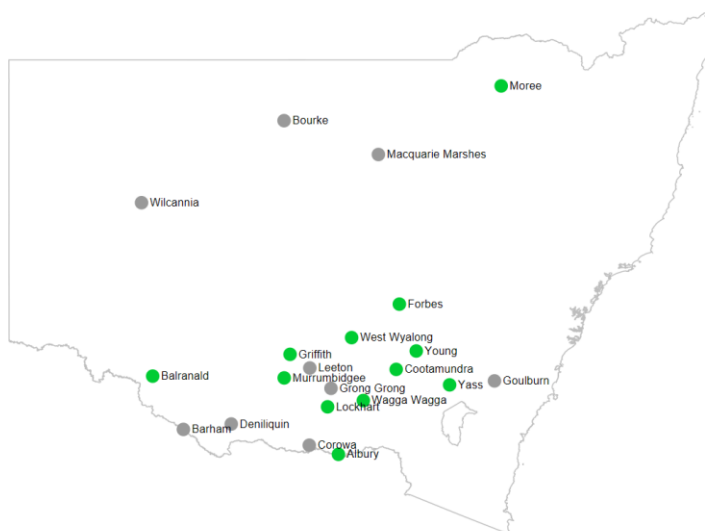 Moree
Bourke
Macquarie Marshes
Wilcannia
Forbes
West Wyalong
Young
Griffith
Leeton
Cootamundra
Balranald
Murrumbidgee
Goulburn
Yass
Grong Grong
Wagga Wagga
Lockhart
Deniliquin
Barham
Corowa
Albury